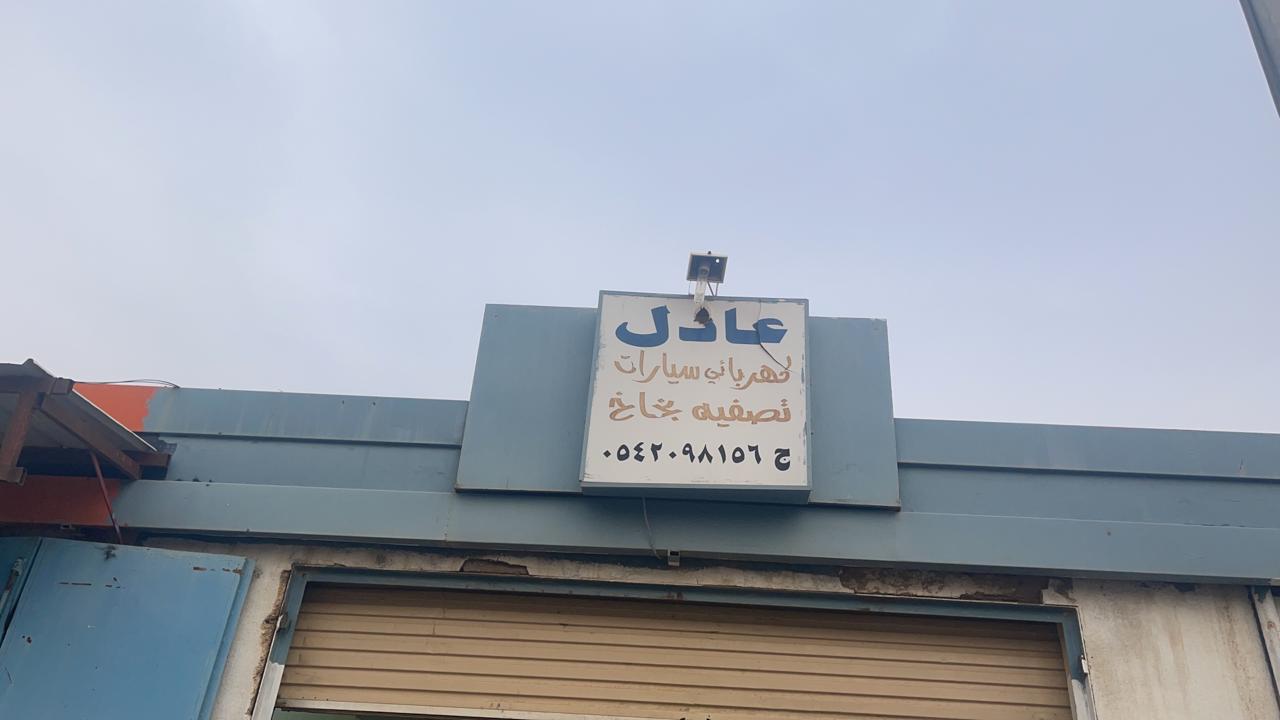 عادل
كهربائي سيارات
تصفيه بخاخ
ج ٠٥٤٢٠٩٨١٥٦